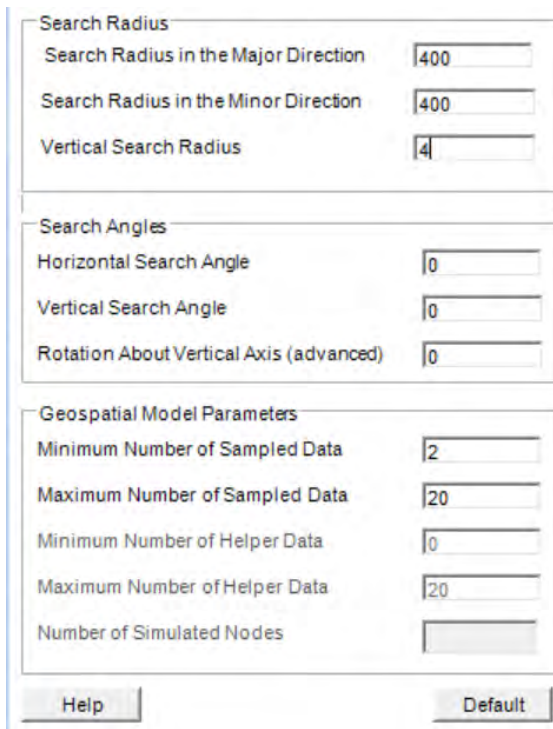 Search Radius
Search Radius in the Major Direction 400
Search Radius in the Minor Direction 400
Vertical Search Radius 4
Search Angles
Horizontal Search Angle 0
Vertical Search Angle 0
Rotation About Vertical Axis (advanced) 0
Geospatial Model Parameters
Minimum Number of Sampled Data 2
Maximum Number of Sampled Data 20
Minimum Number of Helper Data 0
Maximum Number of Helper Data 20
Number of Simulated Nodes
Help Default